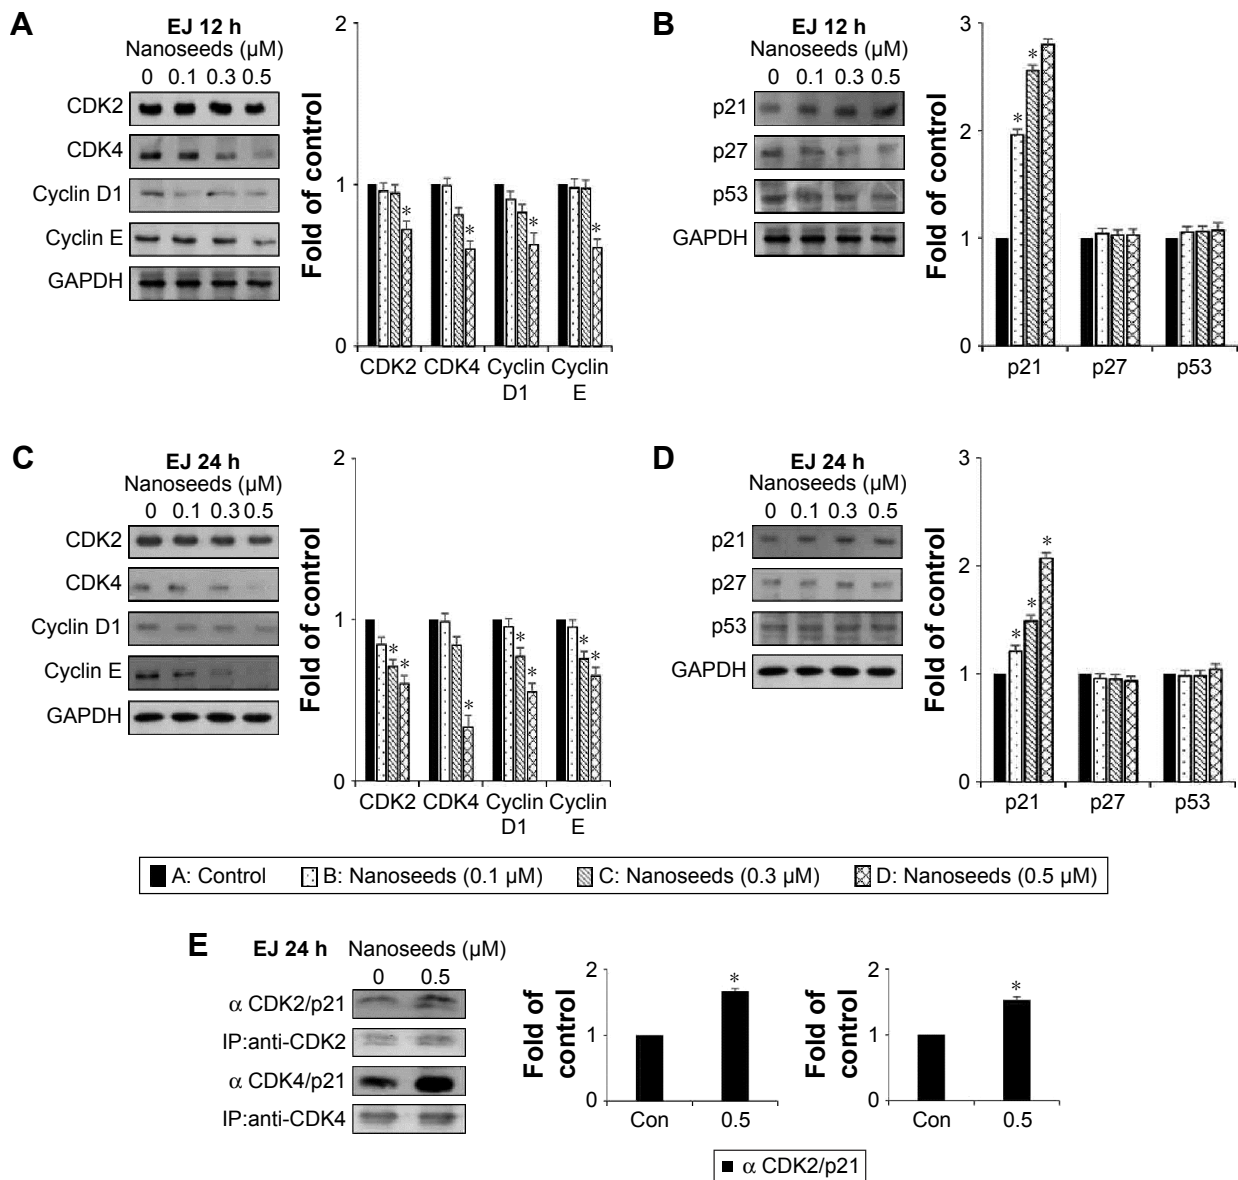 A
EJ 12 h
Nanoseeds (µM)
0 0.1 0.3 0.5
CDK2
CDK4
Cyclin D1
Cyclin E
GAPDH
Fold of control
2
1
0
* * * *
CDK2 CDK4 Cyclin Cyclin
D1 E
B
EJ 12 h
Nanoseeds (µM)
0 0.1 0.3 0.5
p21
p27
p53
GAPDH
Fold of control
3
2
1
0
* *
p21 p27 p53
C
EJ 24 h
Nanoseeds (µM)
0 0.1 0.3 0.5
CDK2
CDK4
Cyclin D1
Cyclin E
GAPDH
Fold of control
2
1
0
* * * * * * *
CDK2 CDK4 Cyclin Cyclin
D1 E
D
EJ 24 h
Nanoseeds (µM)
0 0.1 0.3 0.5
p21
p27
p53
GAPDH
Fold of control
3
2
1
0
* * *
p21 p27 p53
A: Control B: Nanoseeds (0.1 µM) C: Nanoseeds (0.3 µM) D: Nanoseeds (0.5 µM)
E EJ 24 h Nanoseeds (µM)
0 0.5
α CDK2/p21
IP:anti-CDK2
α CDK4/p21
IP:anti-CDK4
Fold of
control
2
1
0
*
Con 0.5
Fold of
control
2
1
0
*
Con 0.5
α CDK2/p21